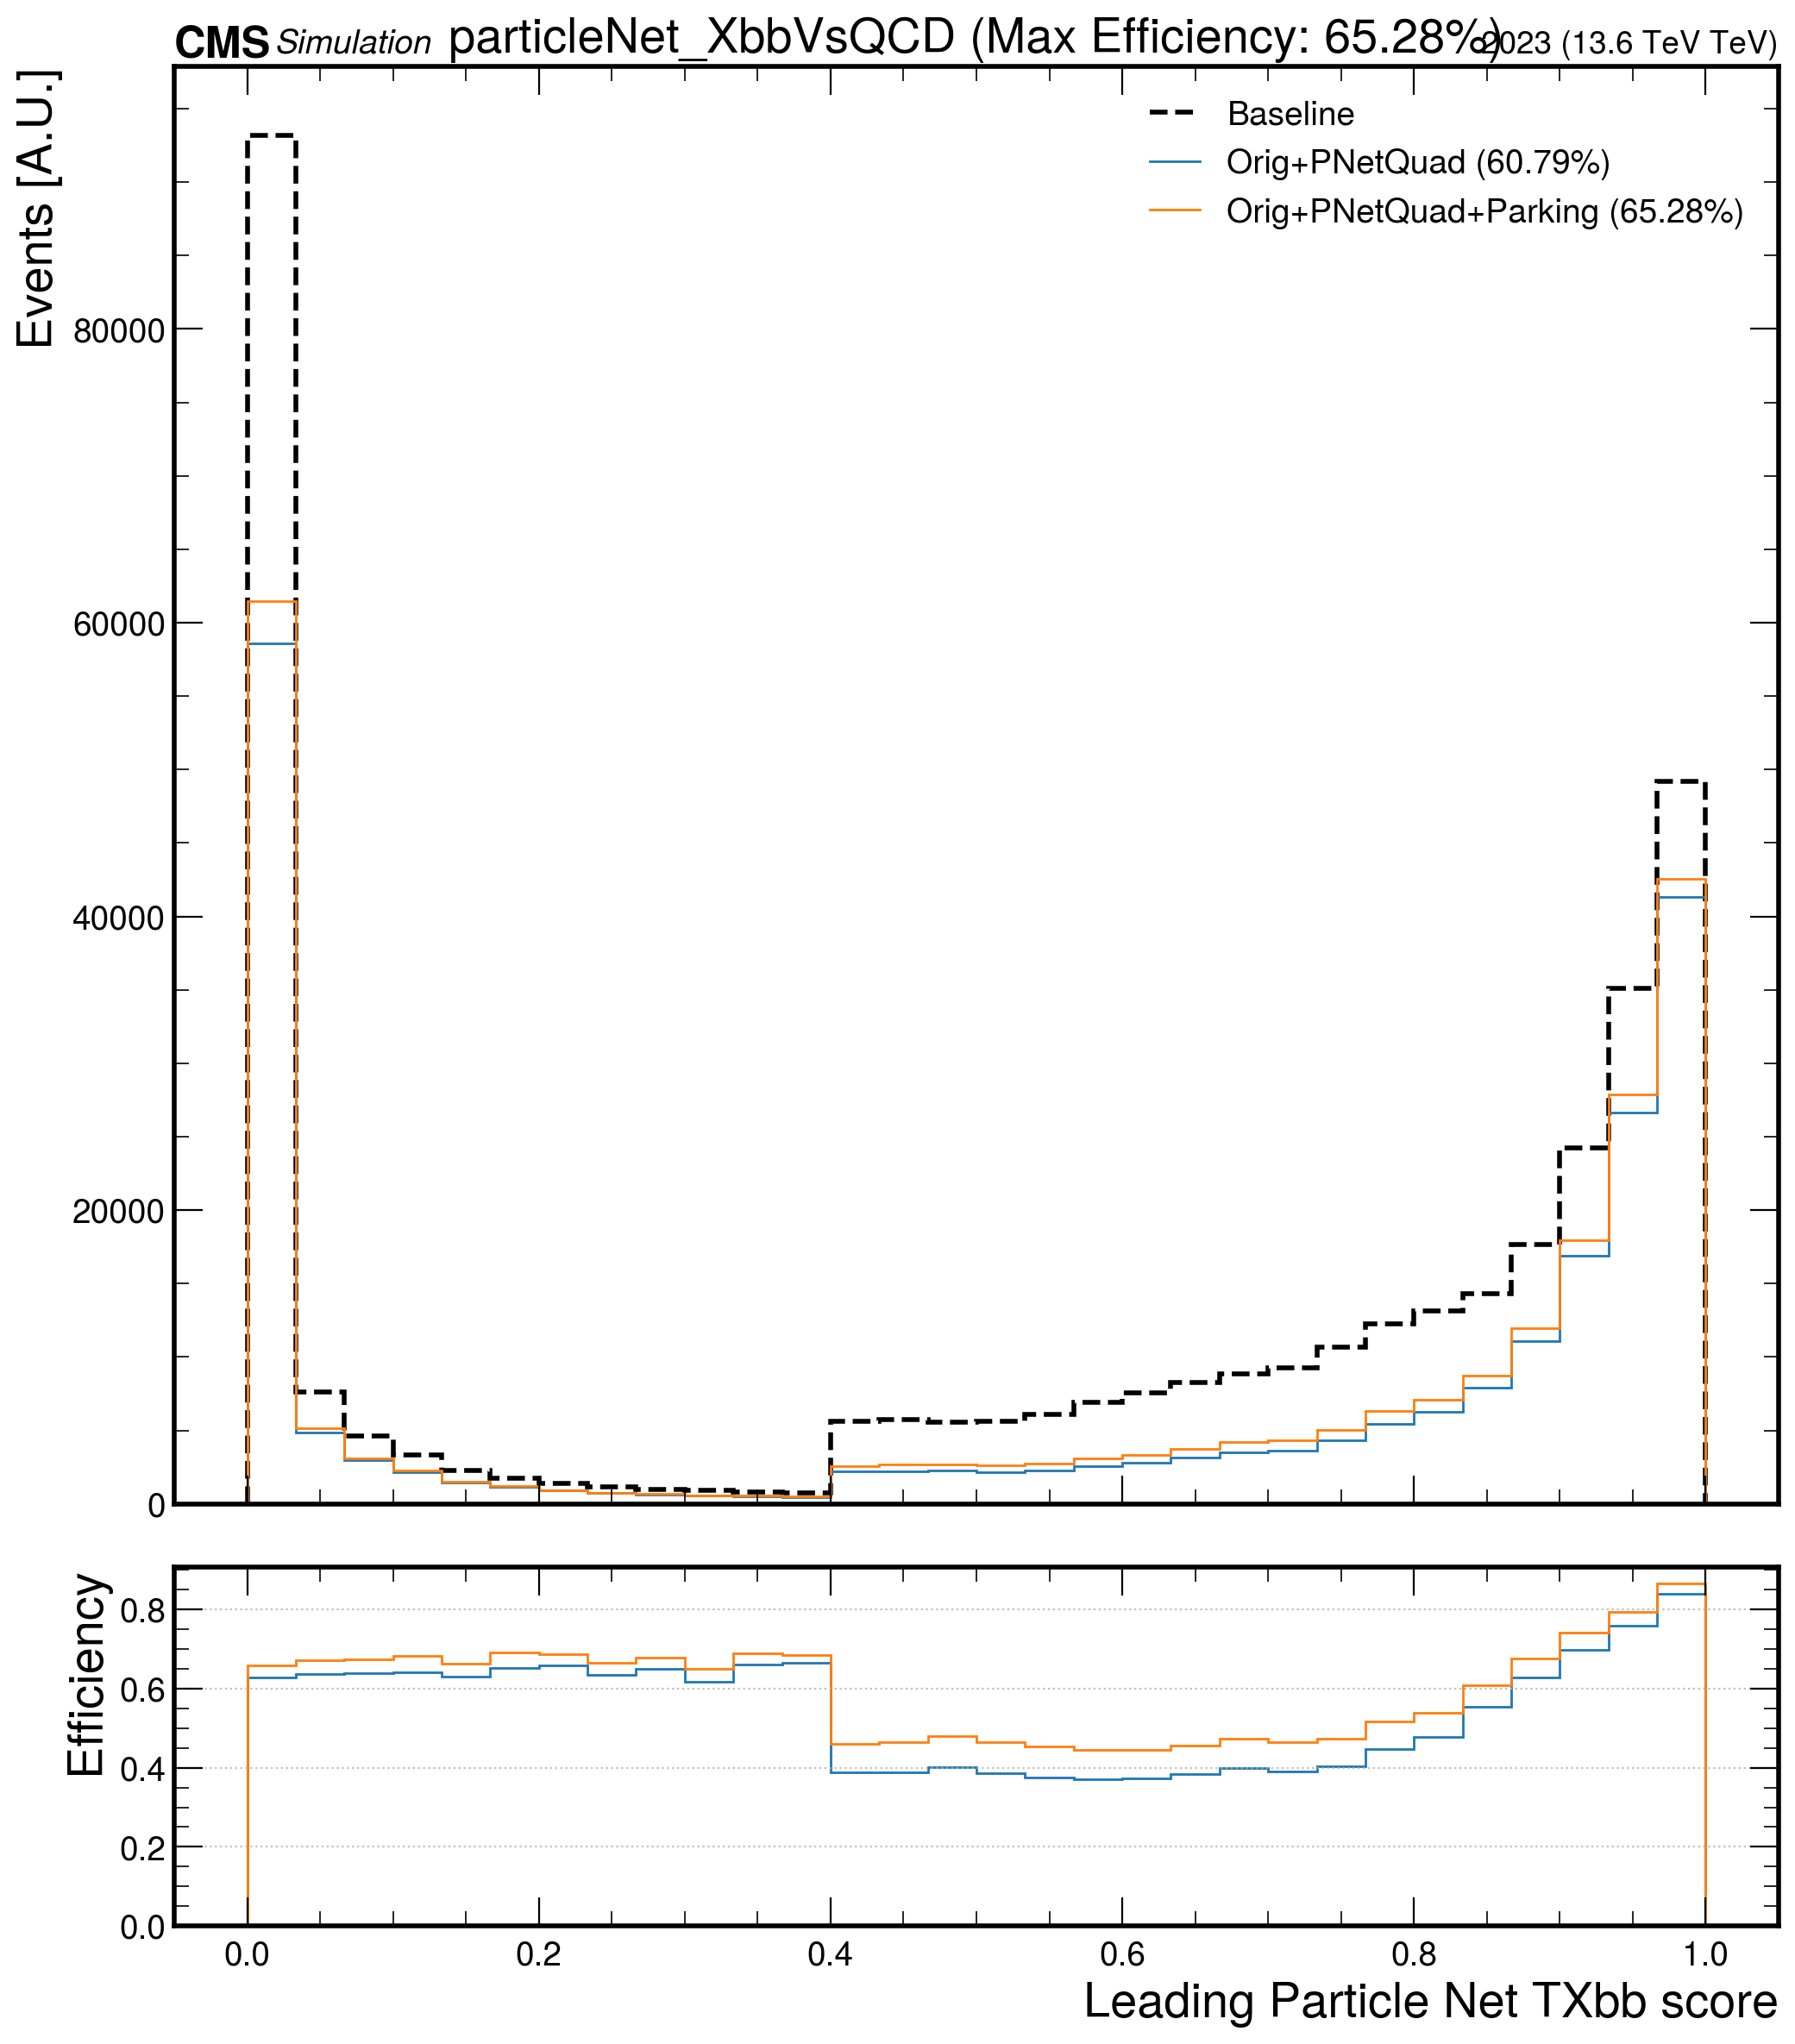 CMS Simulation particleNet_XbbVsQCD (Max Efficiency: 65.28%) 2023 (13.6 TeV TeV)
Events [A.U.]
Baseline
Orig+PNetQuad (60.79%)
Orig+PNetQuad+Parking (65.28%)
80000
60000
40000
20000
0
Efficiency
0.8
0.6
0.4
0.2
0.0
0.0 0.2 0.4 0.6 0.8 1.0
Leading Particle Net TXbb score